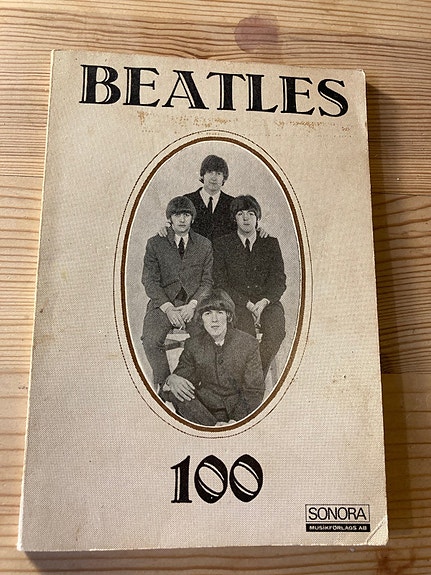 BEATLES
100
SONORA
MUSIKFÖRLAGS AB